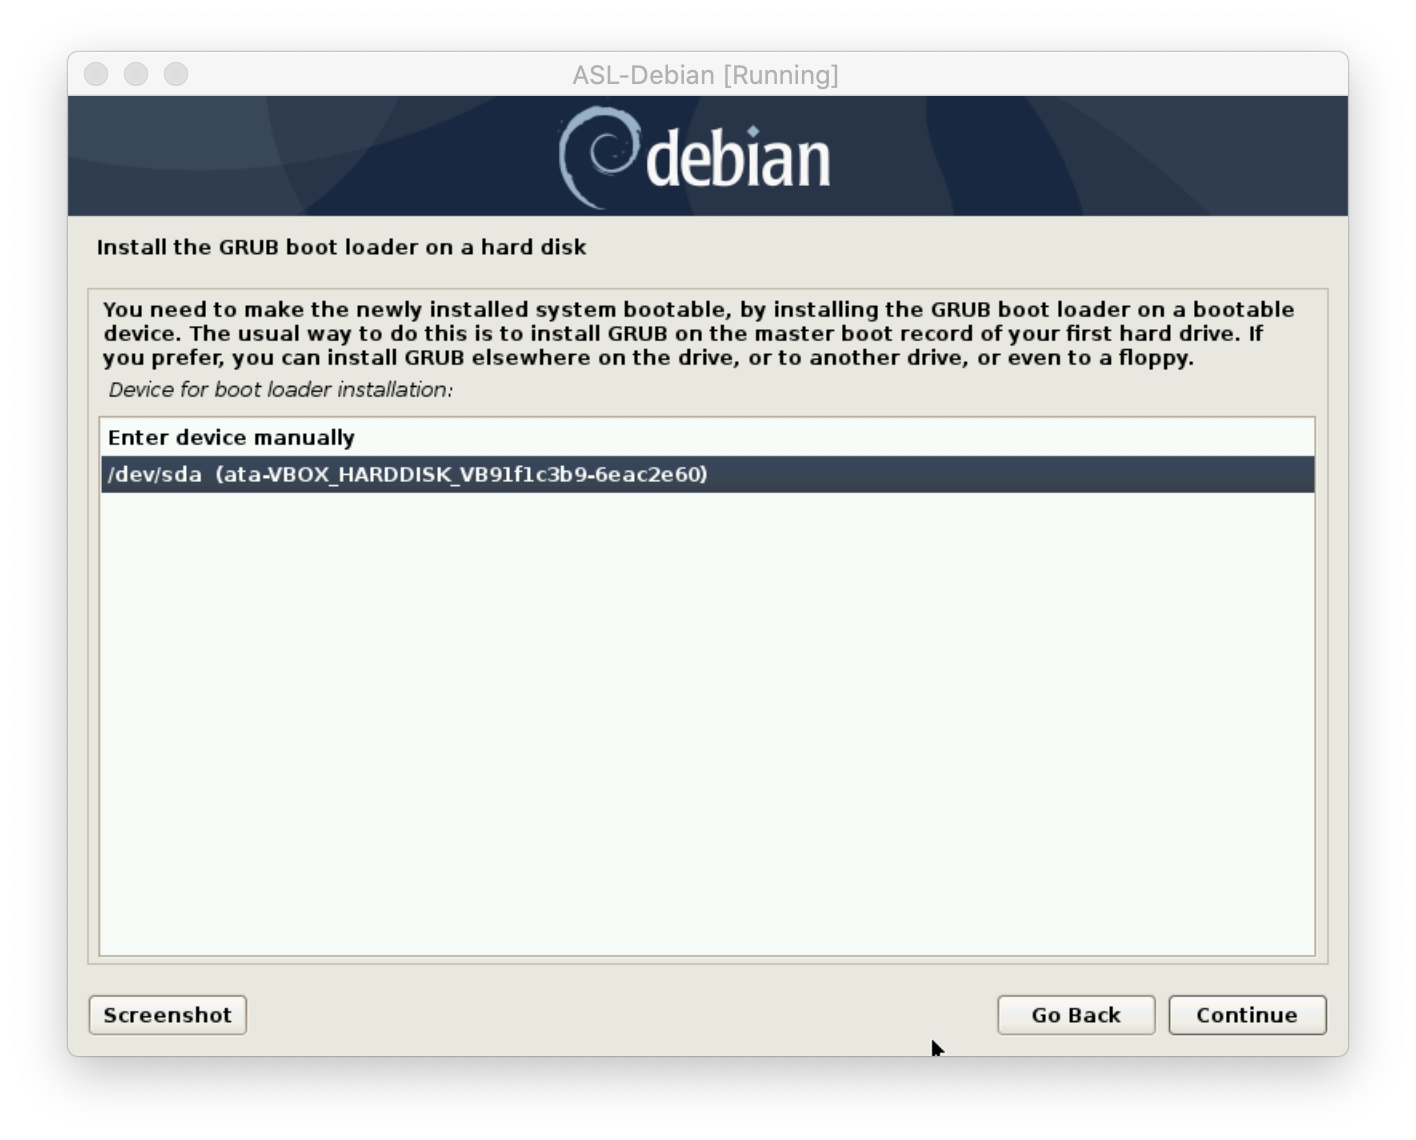 ASL-Debian [Running]
debian
Install the GRUB boot loader on a hard disk
You need to make the newly installed system bootable, by installing the GRUB boot loader on a bootable
device. The usual way to do this is to install GRUB on the master boot record of your first hard drive. If
you prefer, you can install GRUB elsewhere on the drive, or to another drive, or even to a floppy.
Device for boot loader installation:
Enter device manually
/dev/sda (ata-VBOX_HARDDISK_VB91f1c3b9-6eac2e60)
Screenshot
Go Back
Continue